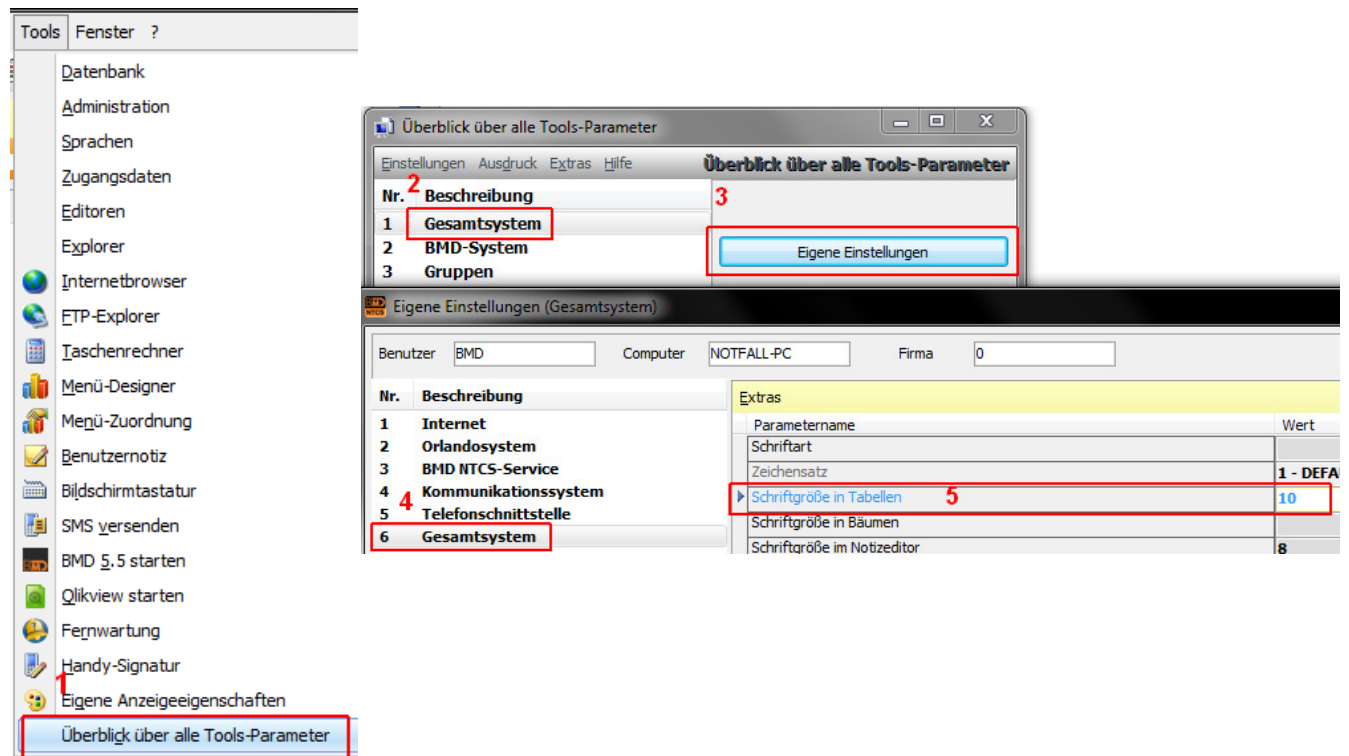 Tools Fenster ?
Datenbank
Administration
Sprachen
Zugangsdaten
Editoren
Explorer
Internetbrowser
FTP-Explorer
Taschenrechner
Menü-Designer
Menü-Zuordnung
Benutzernotiz
Bildschirmtastatur
SMS versenden
BMD 5.5 starten
Qlikview starten
Fernwartung
Handy-Signatur
1
Eigene Anzeigeeigenschaften
Überblick über alle Tools-Parameter
Überblick über alle Tools-Parameter
Einstellungen Ausdruck Extras Hilfe Überblick über alle Tools-Parameter
Nr. 2 Beschreibung 3
1 Gesamtsystem
2 BMD-System Eigene Einstellungen
3 Gruppen
BMD NTCS Eigene Einstellungen (Gesamtsystem)
Benutzer BMD Computer NOTFALL-PC Firma 0
Nr. Beschreibung Extras
1 Internet Parametername Wert
2 Orlandosystem Schriftart
3 BMD NTCS-Service Zeichensatz 1 - DEFA
4 Kommunikationssystem Schriftgröße in Tabellen 5 10
4
5 Telefonschnittstelle Schriftgröße in Bäumen
6 Gesamtsystem Schriftgröße im Notizeditor 8